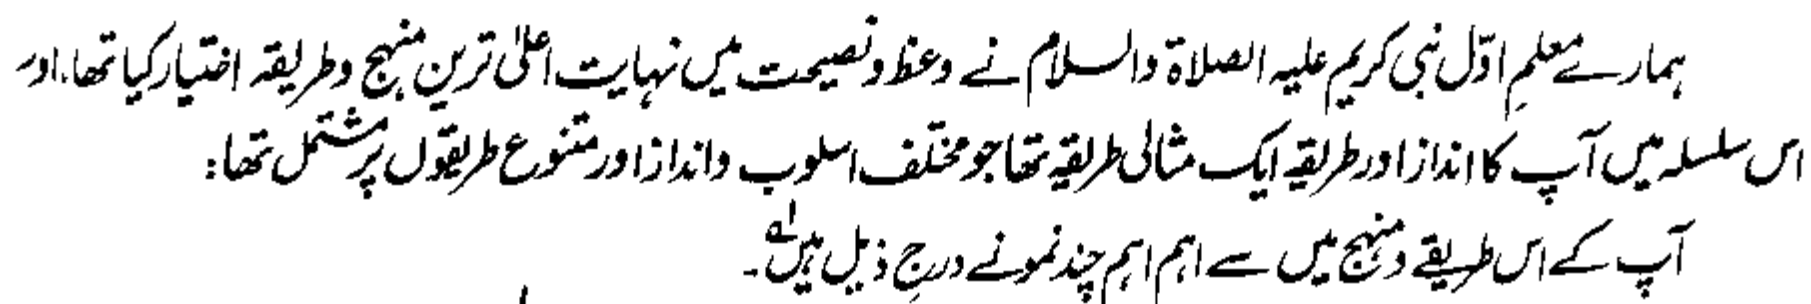 ہمارے معلمِ اوّل نبی کریم علیہ الصلاۃ والسلام نے وعظ و نصیحت میں نہایت اعلیٰ ترین منہج و طریقہ اختیار کیا تھا، اور
اس سلسلہ میں آپ کا انداز اور طریقہ ایک مثالی طریقہ تھا جو مختلف اسلوب و انداز اور متنوع طریقوں پر مشتمل تھا:
آپ کے اس طریقے و منہج میں سے اہم اہم چند نمونے درجِ ذیل ہیں لہ۔